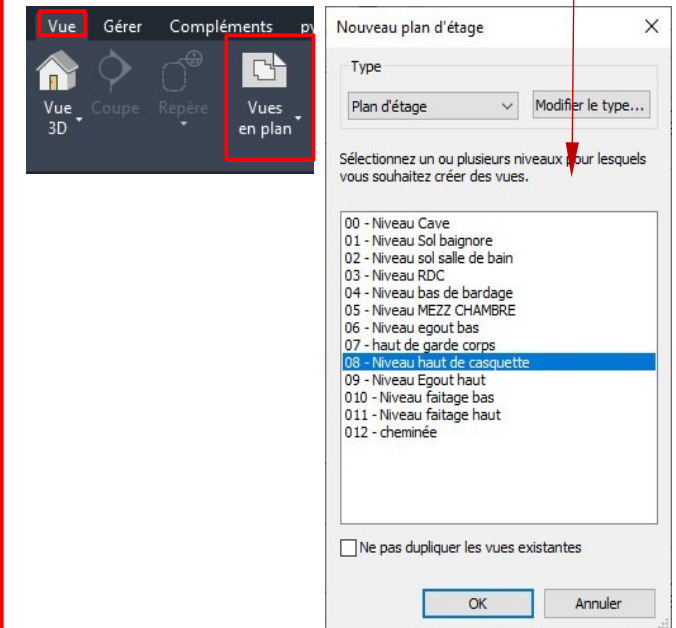 Vue Gérer Compléments
Vue 3D
Coupe
Repère
Vues en plan
Nouveau plan d'étage
Type
Plan d'étage
Modifier le type...
Sélectionnez un ou plusieurs niveaux pour lesquels
vous souhaitez créer des vues.
00 - Niveau Cave
01 - Niveau Sol baignore
02 - Niveau sol salle de bain
03 - Niveau RDC
04 - Niveau bas de bardage
05 - Niveau MEZZ CHAMBRE
06 - Niveau egout bas
07 - haut de garde corps
08 - Niveau haut de casquette
09 - Niveau Egout haut
010 - Niveau faitage bas
011 - Niveau faitage haut
012 - cheminée
Ne pas dupliquer les vues existantes
OK
Annuler